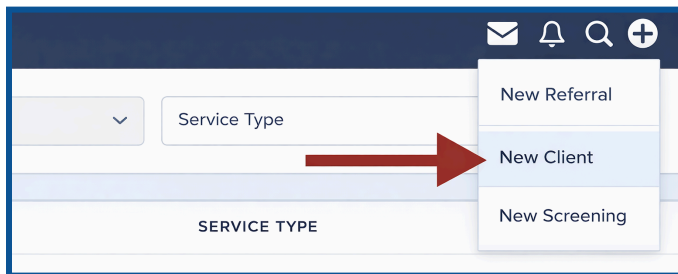 New Referral
Service Type
New Client
New Screening
SERVICE TYPE